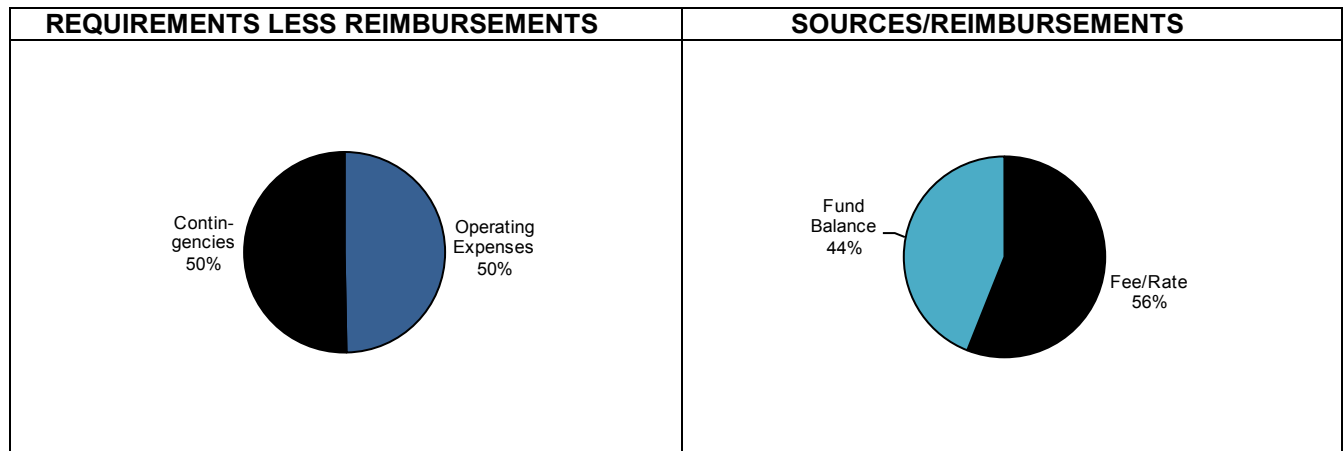 REQUIREMENTS LESS REIMBURSEMENTS
SOURCES/REIMBURSEMENTS
Contin-
gencies
50%
Operating
Expenses
50%
Fund
Balance
44%
Fee/Rate
56%